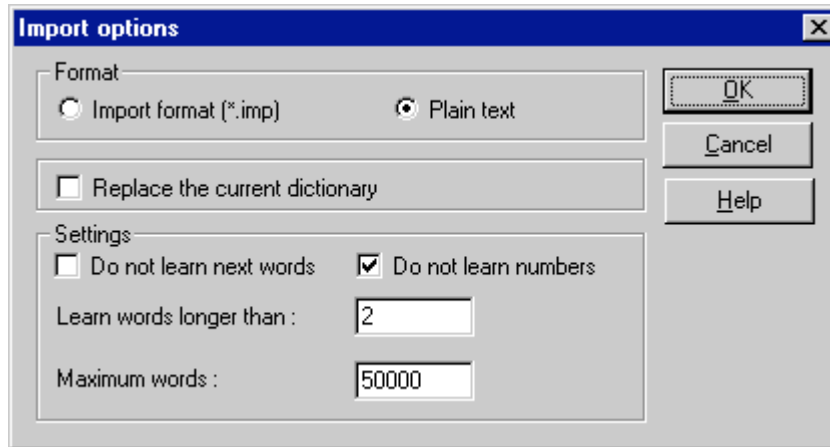 Import options
Format
Import format (*.imp) Plain text
OK
Cancel
Replace the current dictionary
Help
Settings
Do not learn next words Do not learn numbers
Learn words longer than : 2
Maximum words : 50000